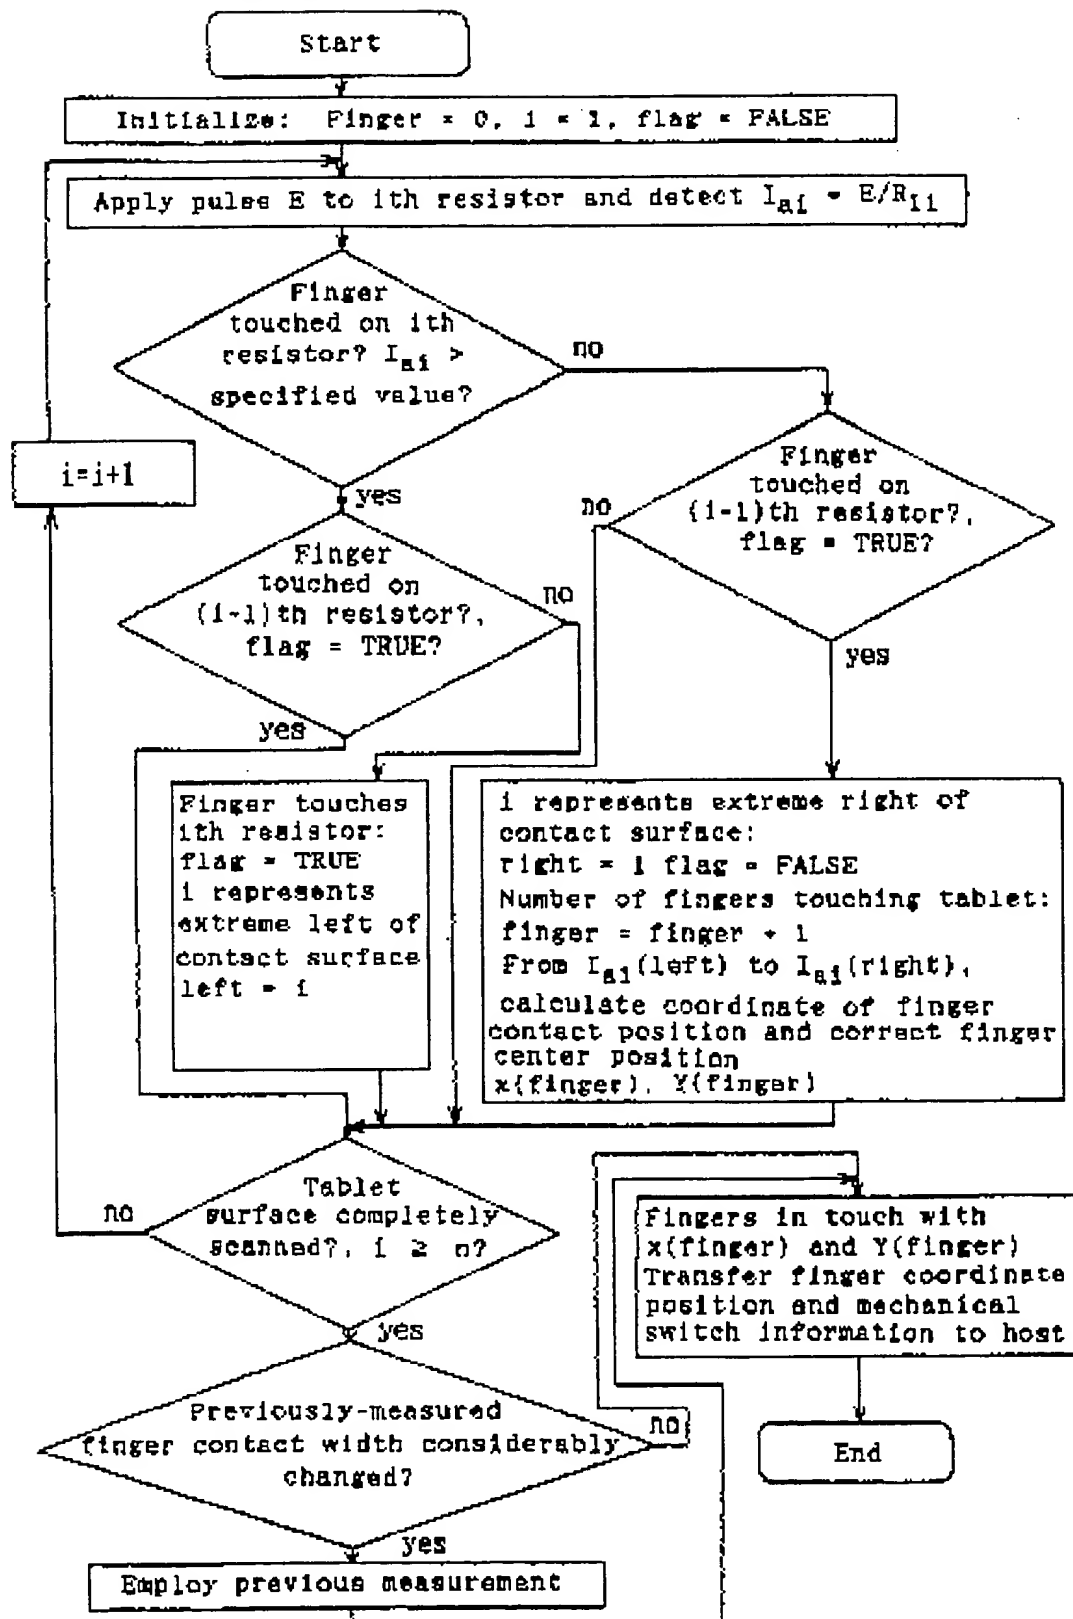 Start
Initialize: Finger = 0, i = 1, flag = FALSE
Apply pulse E to ith resistor and detect Iai = E/RIi
Finger
touched on ith
resistor? Iai >
specified value?
no
yes
i=i+1
Finger
touched on
(i-1)th resistor?,
flag = TRUE?
no
yes
Finger
touched on
(i-1)th resistor?,
flag = TRUE?
no
yes
Finger touches
ith resistor:
flag = TRUE
i represents
extreme left of
contact surface
left = i
i represents extreme right of
contact surface:
right = i flag = FALSE
Number of fingers touching tablet:
finger = finger + 1
From Iai(left) to Iai(right),
calculate coordinate of finger
contact position and correct finger
center position
x(finger), Y(finger)
Tablet
surface completely
scanned?, i ≥ n?
no
yes
Previously-measured
finger contact width considerably
changed?
no
yes
Employ previous measurement
Fingers in touch with
x(finger) and Y(finger)
Transfer finger coordinate
position and mechanical
switch information to host
End